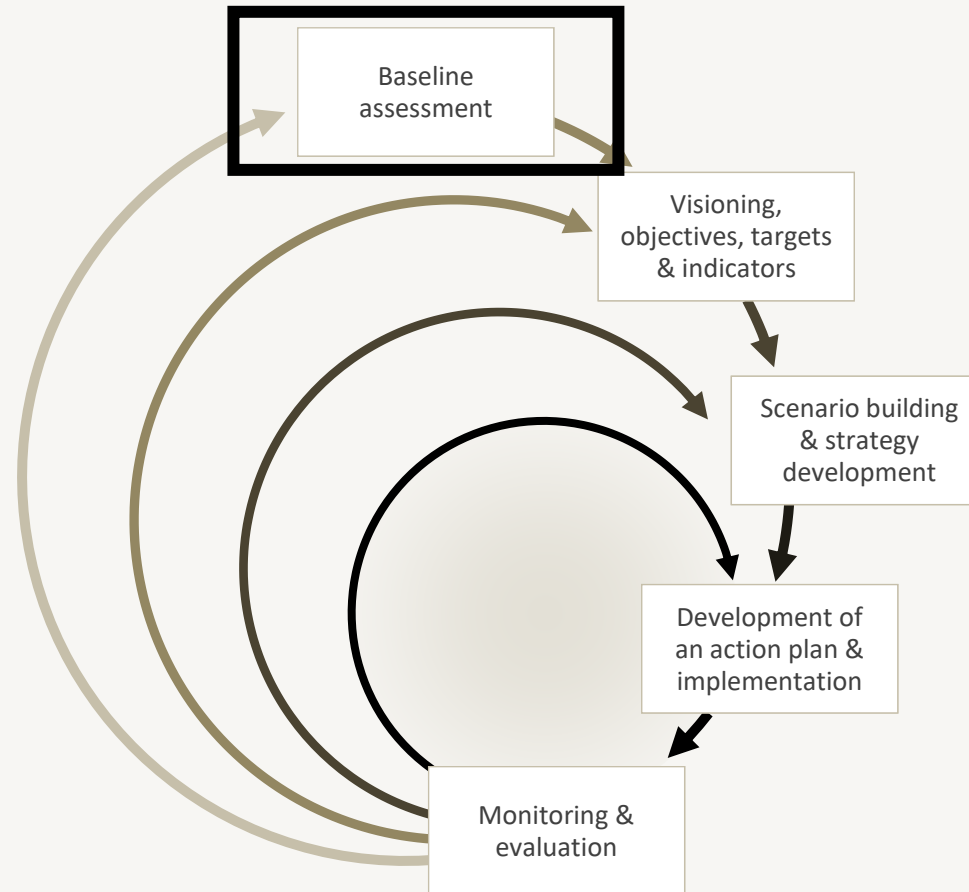 Baseline
assessment
Visioning,
objectives, targets
& indicators
Scenario building
& strategy
development
Development of
an action plan &
implementation
Monitoring &
evaluation